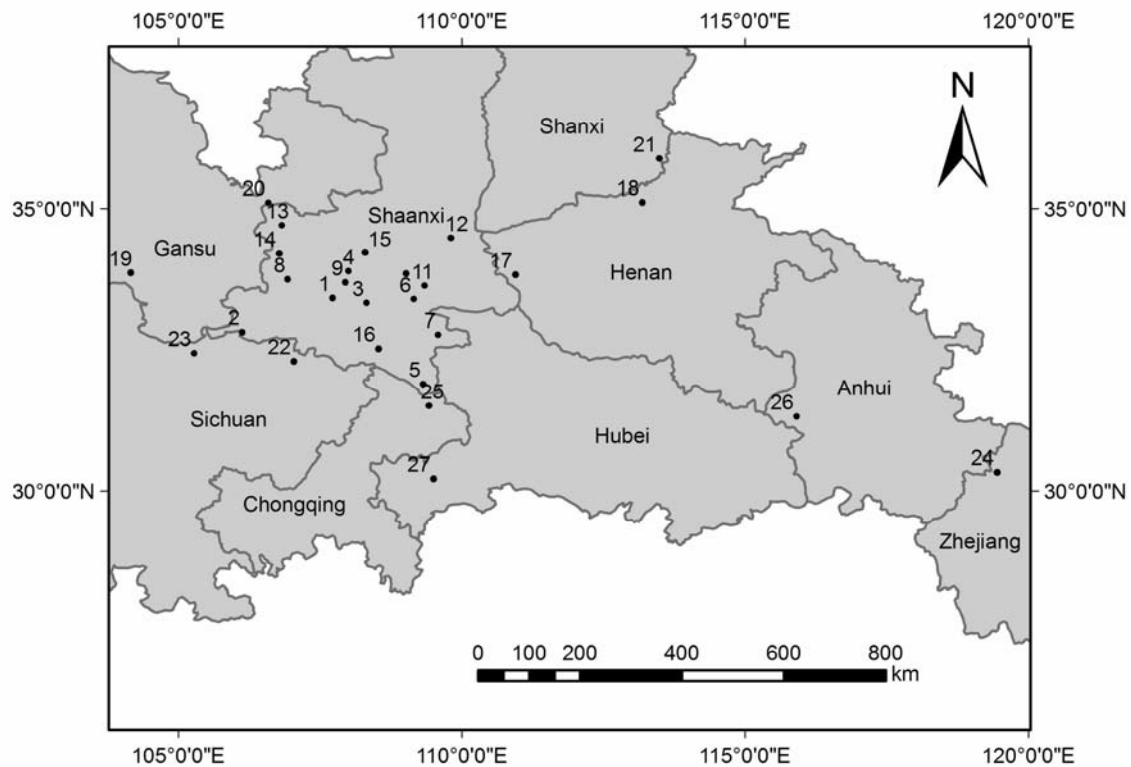 105°0'0"E 110°0'0"E 115°0'0"E 120°0'0"E
N
Shanxi
21
20
18
35°0'0"N 35°0'0"N
13
Shaanxi
12
14 15
Gansu
19
8
4
9
11
17
Henan
1
3
6
2
7
23
22
16
5
25
Anhui
26
Sichuan
Hubei
27
24
30°0'0"N 30°0'0"N
Chongqing
Zhejiang
0 100 200 400 600 800
km
105°0'0"E 110°0'0"E 115°0'0"E 120°0'0"E